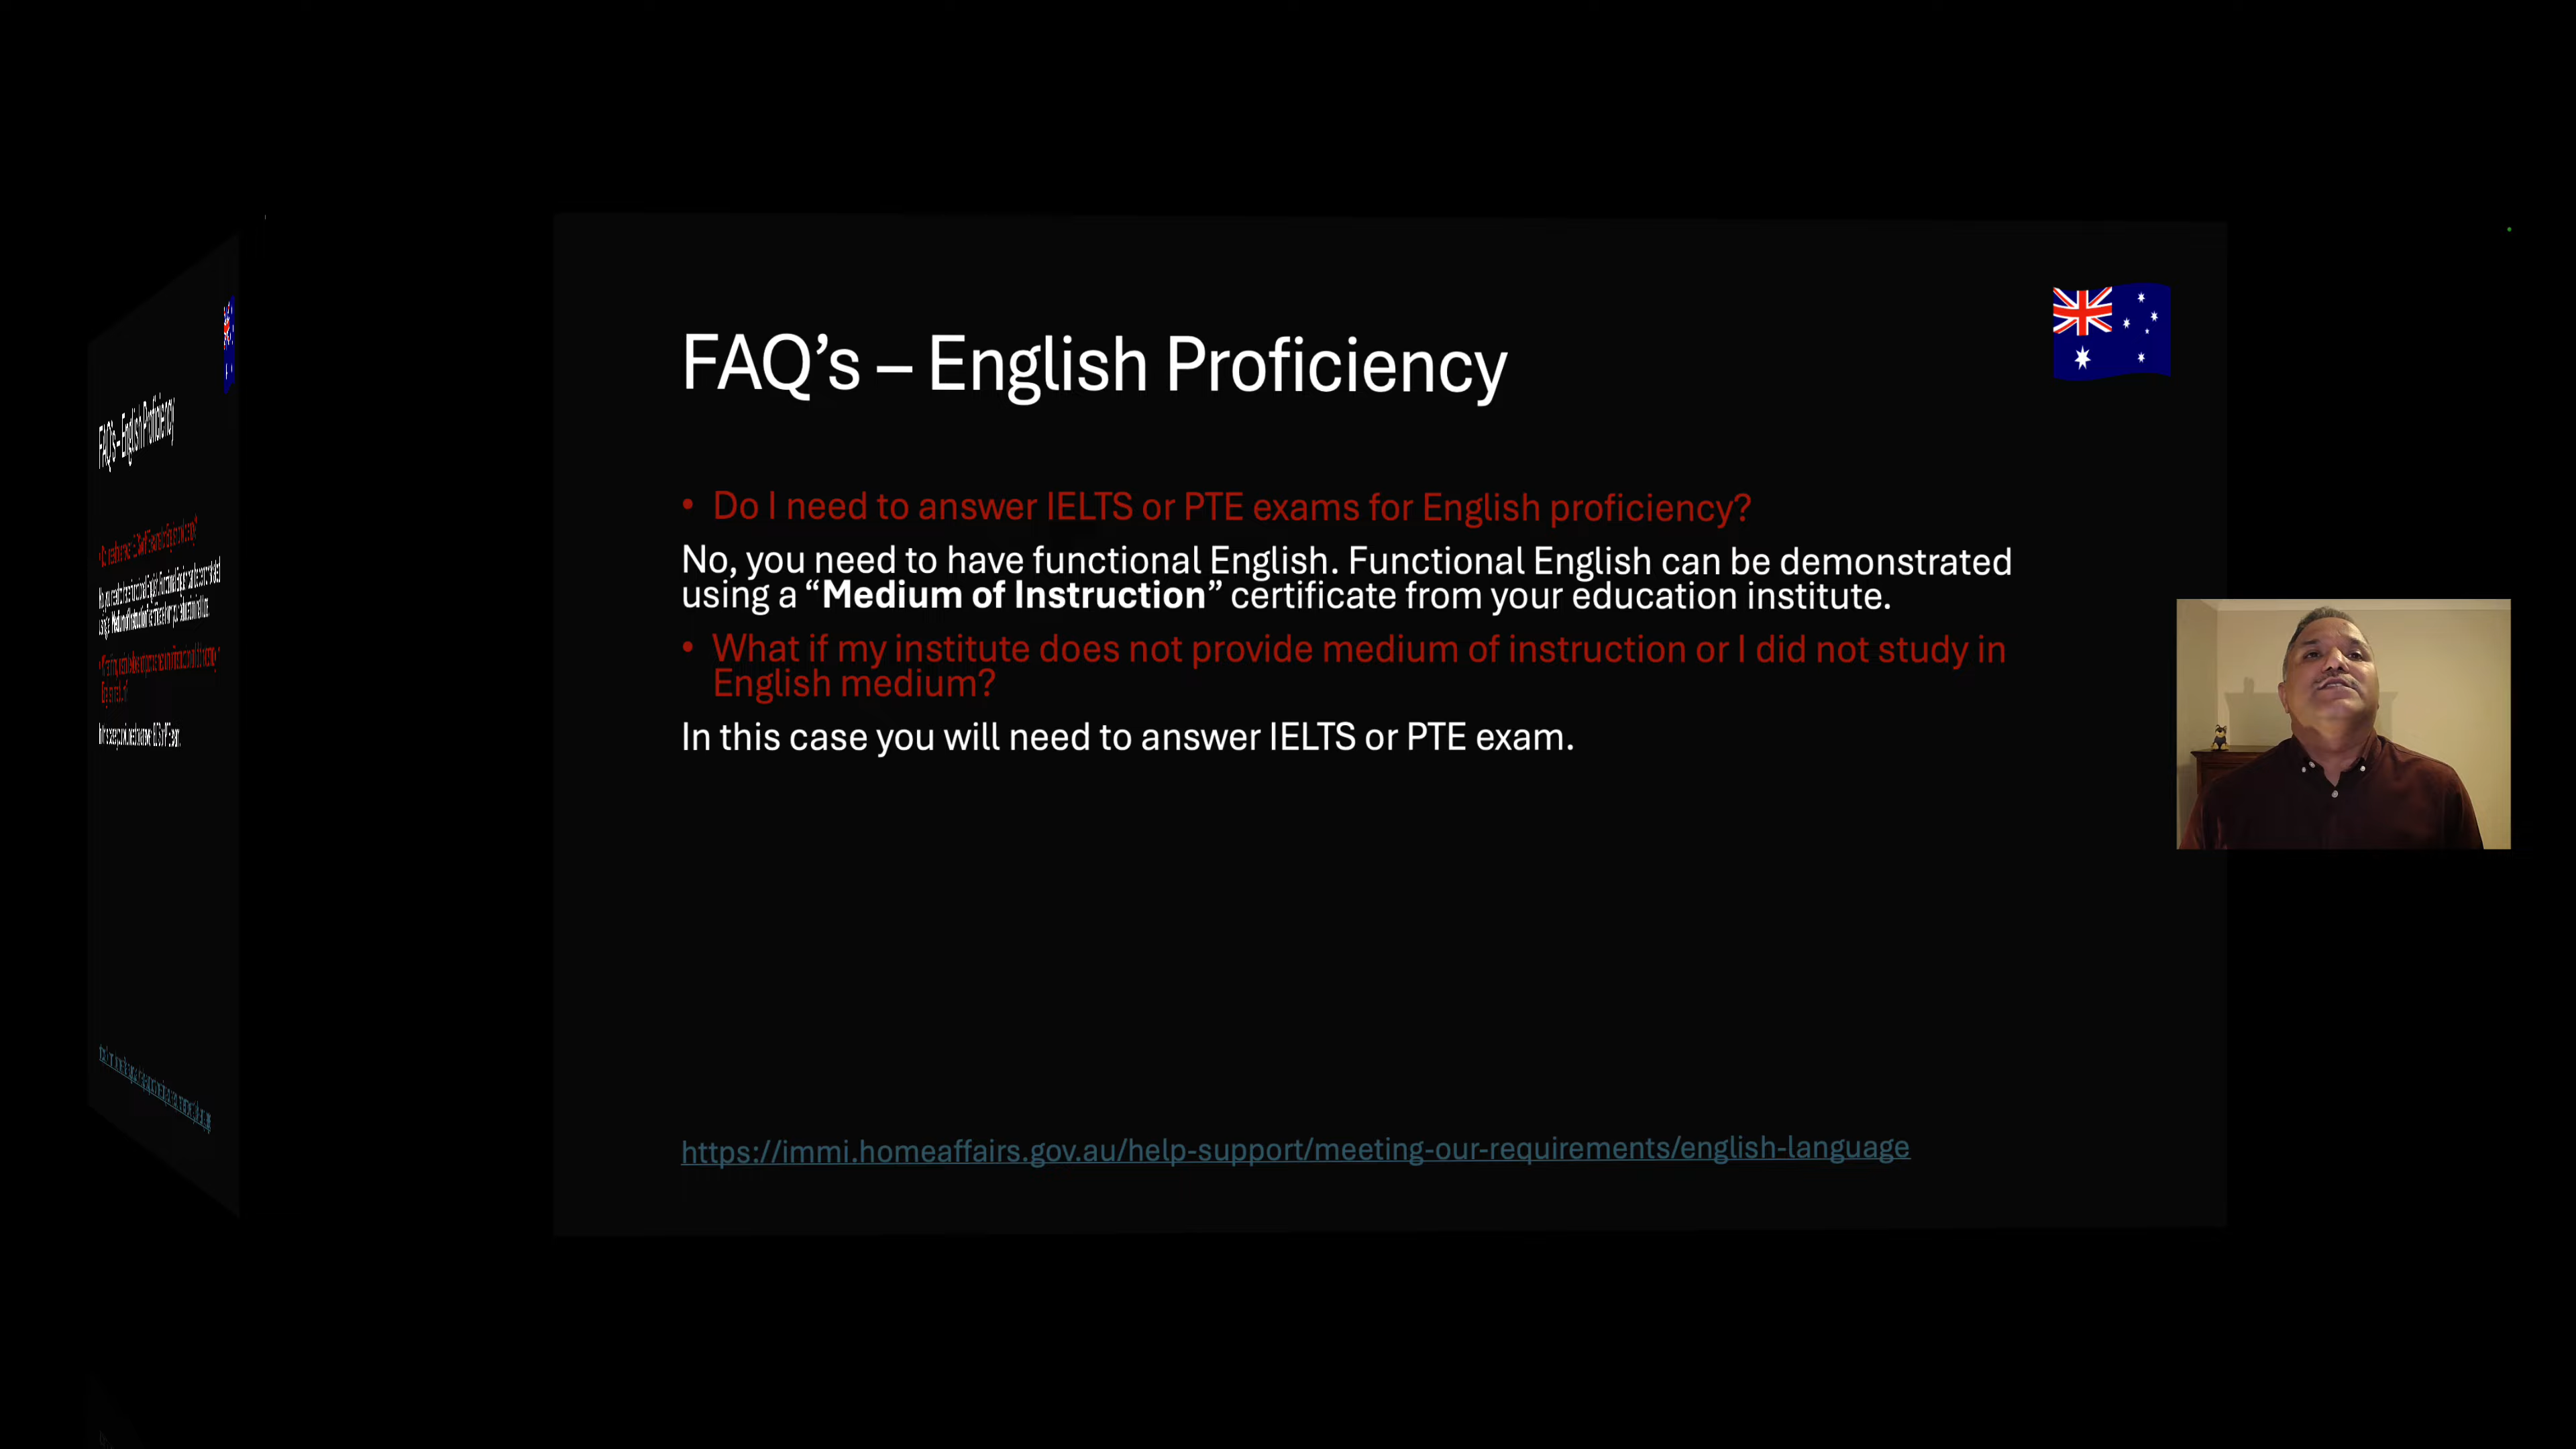 FAQ’s – English Proficiency
• Do I need to answer IELTS or PTE exams for English proficiency?
No, you need to have functional English. Functional English can be demonstrated
using a “Medium of Instruction” certificate from your education institute.
• What if my institute does not provide medium of instruction or I did not study in
English medium?
In this case you will need to answer IELTS or PTE exam.
https://immi.homeaffairs.gov.au/help-support/meeting-our-requirements/english-language
FAQ’s – English Proficiency